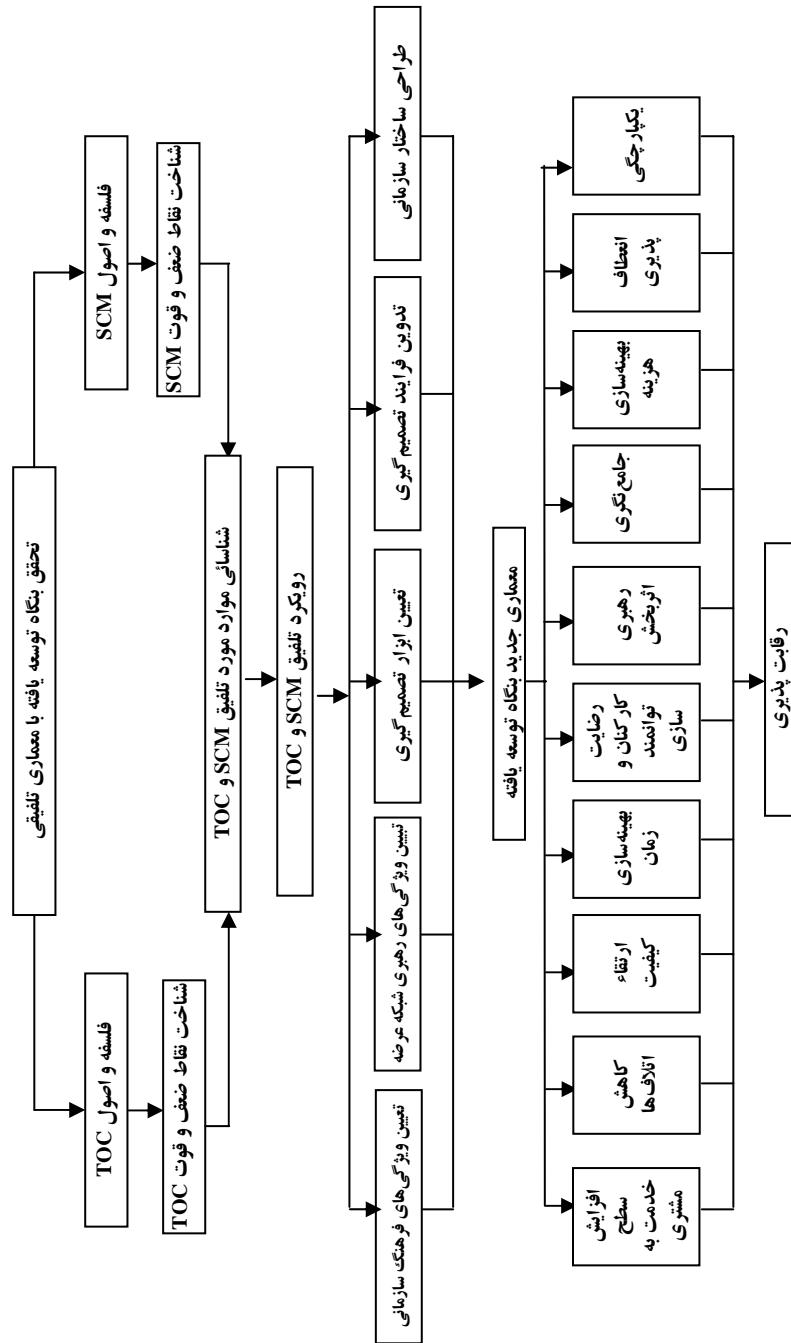 تحقق بنگاه توسعه یافته با معماری تلفیقی
فلسفه و اصول SCM
فلسفه و اصول TOC
شناخت نقاط ضعف و قوت SCM
شناخت نقاط ضعف و قوت TOC
شناسائی موارد مورد تلفیق SCM و TOC
رویکرد تلفیق SCM و TOC
طراحی ساختار سازمانی
تدوین فرایند تصمیم گیری
تعیین ابزار تصمیم گیری
تبیین ویژگی‌های رهبری شبکه عرضه
تعیین ویژگی‌های فرهنگ سازمانی
معماری جدید بنگاه توسعه یافته
یکپارچگی
انعطاف
پذیری
بهینه‌سازی
هزینه
جامع‌نگری
رهبری
اثربخش
رضایت
کارکنان و
توانمند
سازی
بهینه‌سازی
زمان
ارتقاء
کیفیت
کاهش
اتلاف‌ها
افزایش
سطح
خدمت به
مشتری
رقابت پذیری